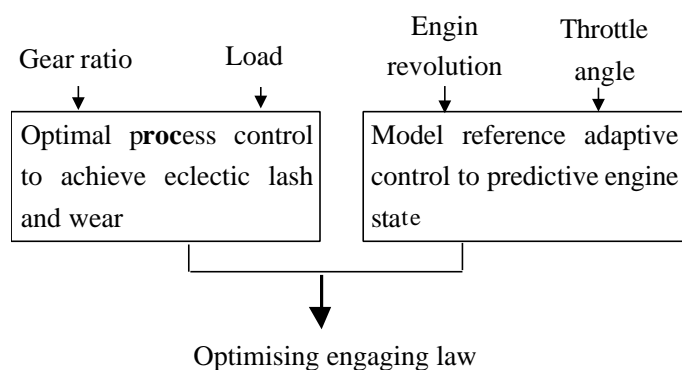 Gear ratio
Load
Engin
revolution
Throttle
angle
Optimal process control
to achieve eclectic lash
and wear
Model reference adaptive
control to predictive engine
state
Optimising engaging law